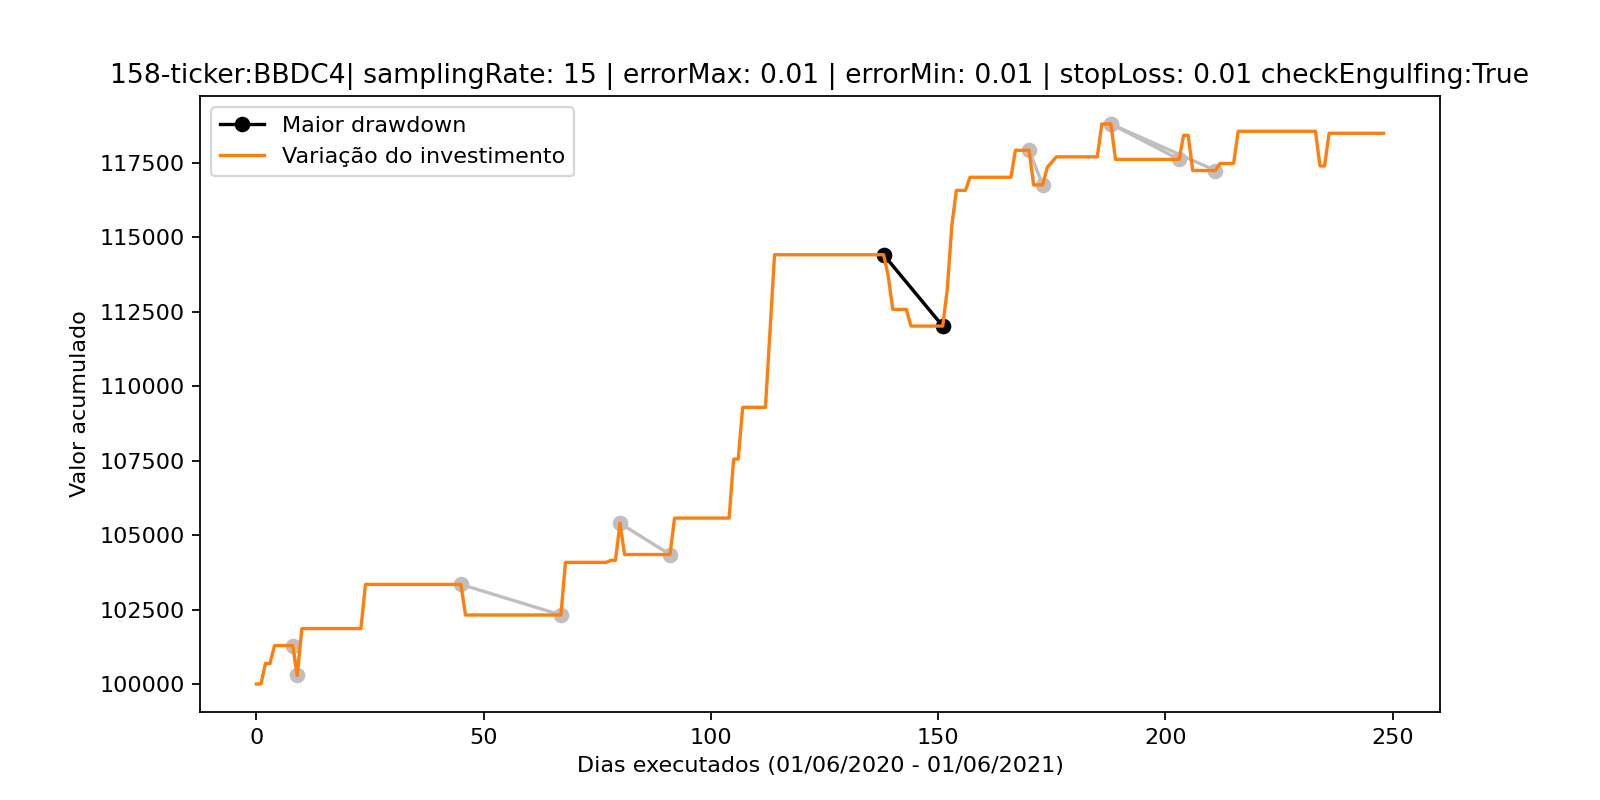 158-ticker:BBDC4| samplingRate: 15 | errorMax: 0.01 | errorMin: 0.01 | stopLoss: 0.01 checkEngulfing:True
Maior drawdown
Variação do investimento
Valor acumulado
117500
115000
112500
110000
107500
105000
102500
100000
0 50 100 150 200 250
Dias executados (01/06/2020 - 01/06/2021)